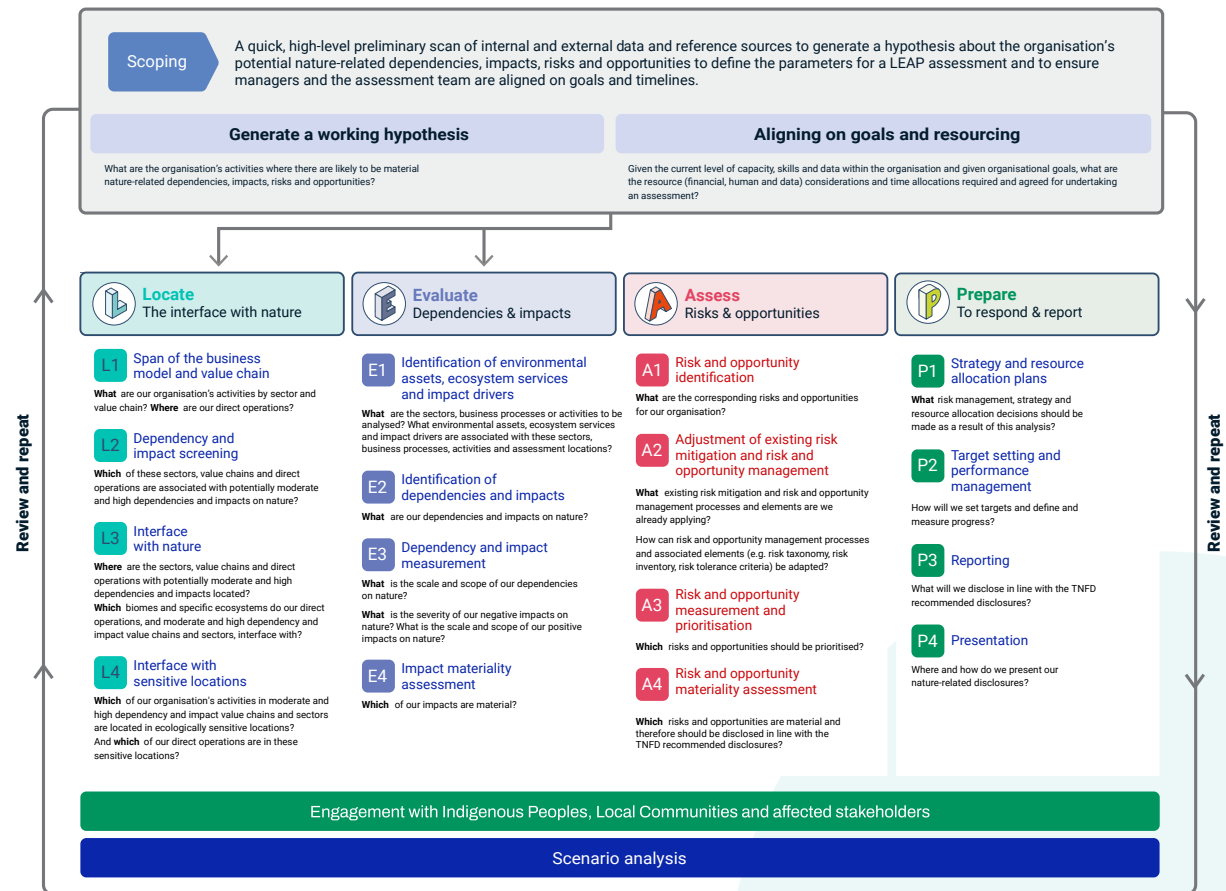 Scoping
A quick, high-level preliminary scan of internal and external data and reference sources to generate a hypothesis about the organisation's
potential nature-related dependencies, impacts, risks and opportunities to define the parameters for a LEAP assessment and to ensure
managers and the assessment team are aligned on goals and timelines.
Generate a working hypothesis
What are the organisation's activities where there are likely to be material
nature-related dependencies, impacts, risks and opportunities?
Aligning on goals and resourcing
Given the current level of capacity, skills and data within the organisation and given organisational goals, what are
the resource (financial, human and data) considerations and time allocations required and agreed for undertaking
an assessment?
Review and repeat
L
Locate
The interface with nature
L1
Span of the business
model and value chain
What are our organisation's activities by sector and
value chain? Where are our direct operations?
L2
Dependency and
impact screening
Which of these sectors, value chains and direct
operations are associated with potentially moderate
and high dependencies and impacts on nature?
L3
Interface
with nature
Where are the sectors, value chains and direct
operations with potentially moderate and high
dependencies and impacts located?
Which biomes and specific ecosystems do our direct
operations, and moderate and high dependency and
impact value chains and sectors, interface with?
L4
Interface with
sensitive locations
Which of our organisation's activities in moderate and
high dependency and impact value chains and sectors
are located in ecologically sensitive locations?
And which of our direct operations are in these
sensitive locations?
E
Evaluate
Dependencies & impacts
E1
Identification of environmental
assets, ecosystem services
and impact drivers
What are the sectors, business processes or activities to be
analysed? What environmental assets, ecosystem services
and impact drivers are associated with these sectors,
business processes, activities and assessment locations?
E2
Identification of
dependencies and impacts
What are our dependencies and impacts on nature?
E3
Dependency and impact
measurement
What is the scale and scope of our dependencies
on nature?
What is the severity of our negative impacts on
nature? What is the scale and scope of our positive
impacts on nature?
E4
Impact materiality
assessment
Which of our impacts are material?
A
Assess
Risks & opportunities
A1
Risk and opportunity
identification
What are the corresponding risks and opportunities
for our organisation?
A2
Adjustment of existing risk
mitigation and risk and
opportunity management
What existing risk mitigation and risk and opportunity
management processes and elements are we
already applying?
How can risk and opportunity management processes
and associated elements (e.g. risk taxonomy, risk
inventory, risk tolerance criteria) be adapted?
A3
Risk and opportunity
measurement and
prioritisation
Which risks and opportunities should be prioritised?
A4
Risk and opportunity
materiality assessment
Which risks and opportunities are material and
therefore should be disclosed in line with the
TNFD recommended disclosures?
P
Prepare
To respond & report
P1
Strategy and resource
allocation plans
What risk management, strategy and
resource allocation decisions should be
made as a result of this analysis?
P2
Target setting and
performance
management
How will we set targets and define and
measure progress?
P3
Reporting
What will we disclose in line with the TNFD
recommended disclosures?
P4
Presentation
Where and how do we present our
nature-related disclosures?
Review and repeat
Engagement with Indigenous Peoples, Local Communities and affected stakeholders
Scenario analysis